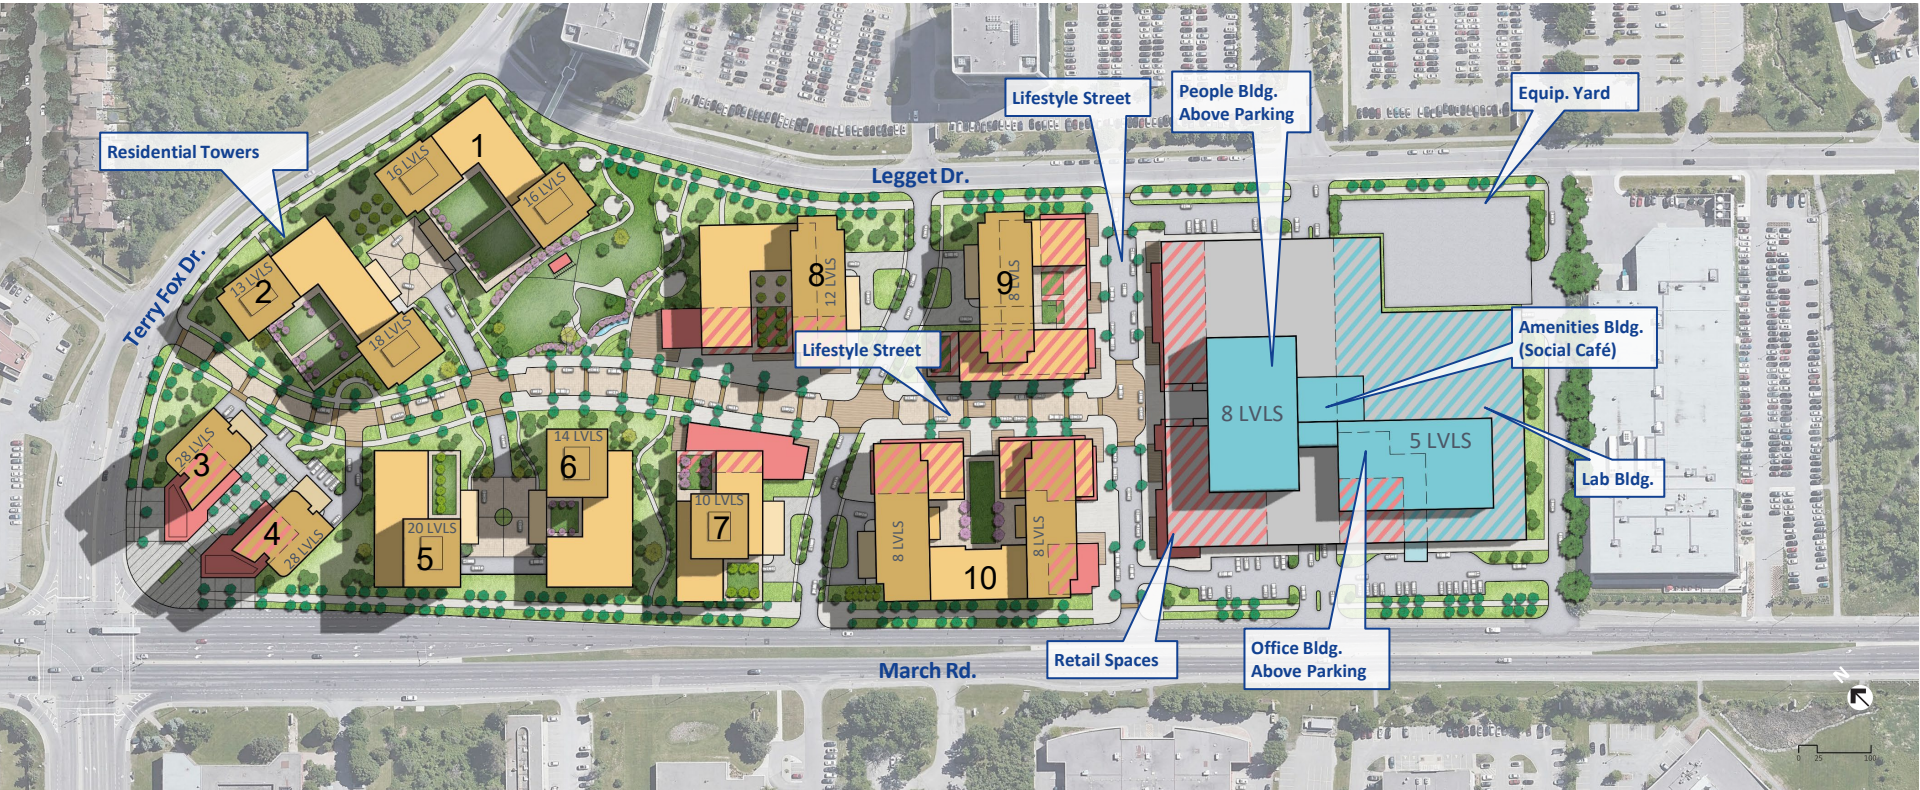 Lifestyle Street
People Bldg.
Above Parking
Equip. Yard
Residential Towers
1
16 LVLS
16 LVLS
Legget Dr.
Terry Fox Dr.
13 LVLS
2
18 LVLS
8
12 LVLS
9
8 LVLS
Lifestyle Street
Amenities Bldg.
(Social Café)
8 LVLS
5 LVLS
28 LVLS
3
4
28 LVLS
14 LVLS
6
20 LVLS
5
10 LVLS
7
8 LVLS
8 LVLS
10
Lab Bldg.
Retail Spaces
Office Bldg.
Above Parking
March Rd.
N
0 25 100